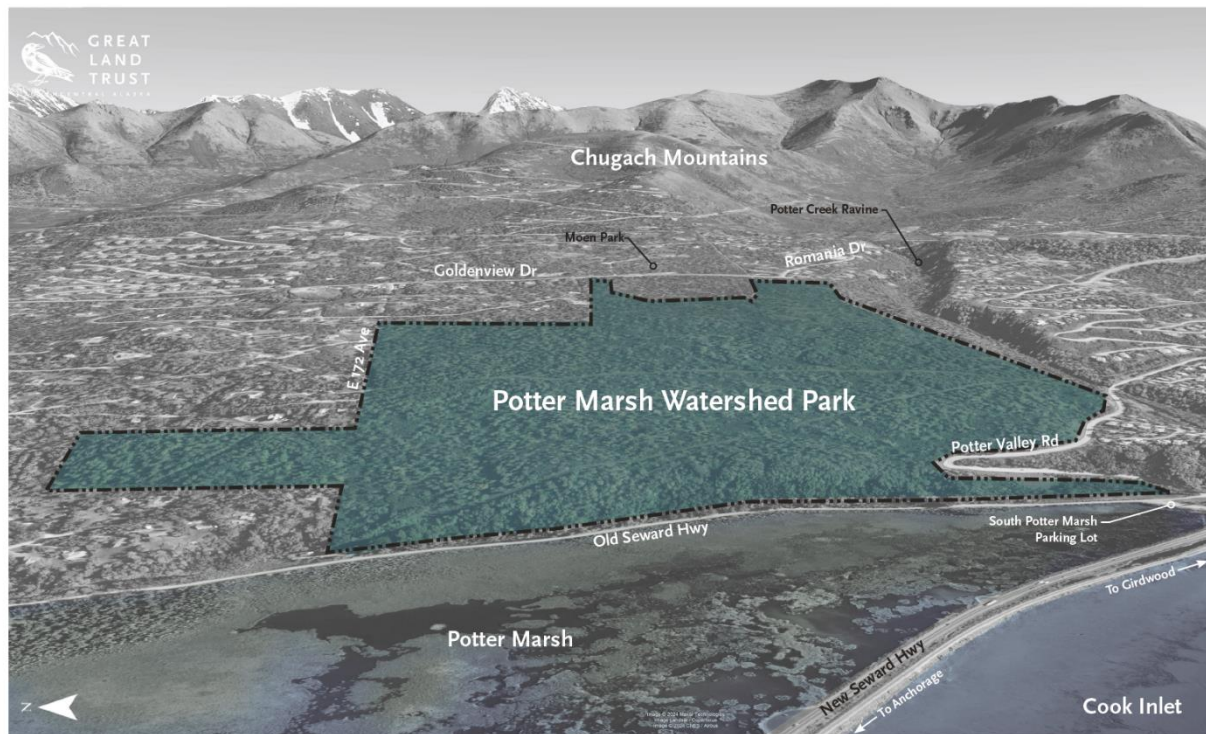 GREAT
LAND
TRUST
SOUTHCENTRAL ALASKA
Chugach Mountains
Potter Creek Ravine
Moen Park
Romania Dr
Goldenview Dr
E 172 Ave
Potter Marsh Watershed Park
Potter Valley Rd
South Potter Marsh
Parking Lot
Old Seward Hwy
To Girdwood
Potter Marsh
New Seward Hwy
To Anchorage
Cook Inlet
N